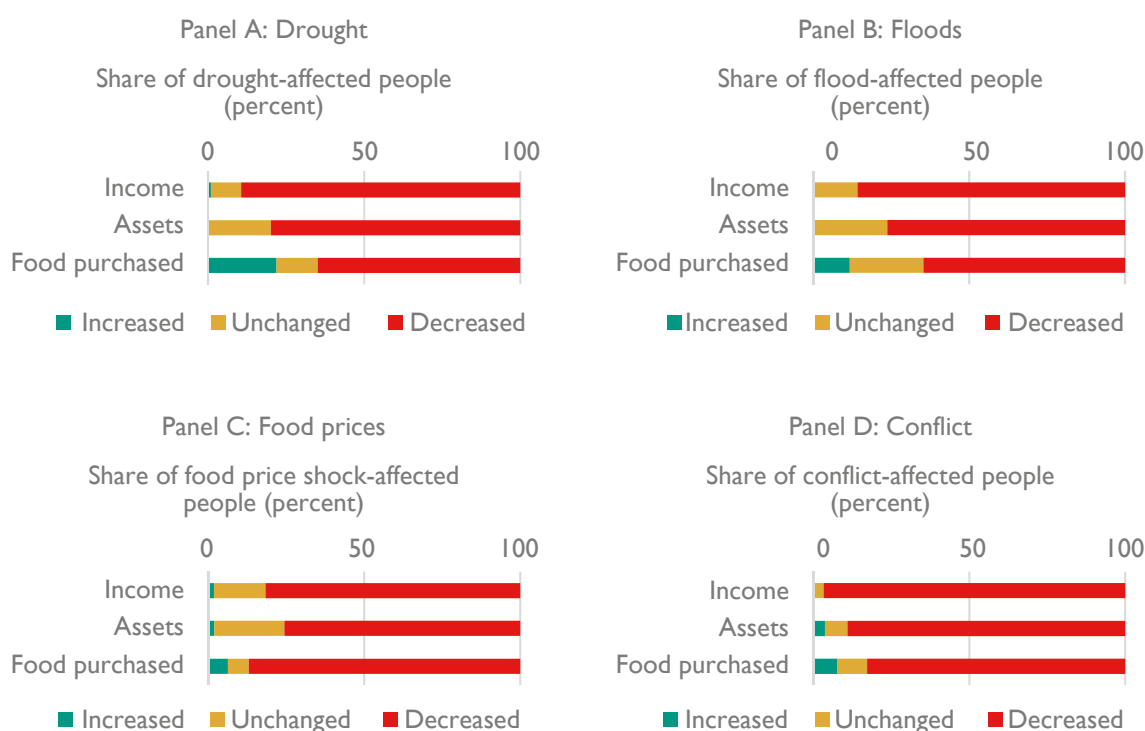 Panel A: Drought
Share of drought-affected people
(percent)
0 50 100
Income
Assets
Food purchased
Increased Unchanged Decreased
Panel B: Floods
Share of flood-affected people
(percent)
0 50 100
Income
Assets
Food purchased
Increased Unchanged Decreased
Panel C: Food prices
Share of food price shock-affected
people (percent)
0 50 100
Income
Assets
Food purchased
Increased Unchanged Decreased
Panel D: Conflict
Share of conflict-affected people
(percent)
0 50 100
Income
Assets
Food purchased
Increased Unchanged Decreased